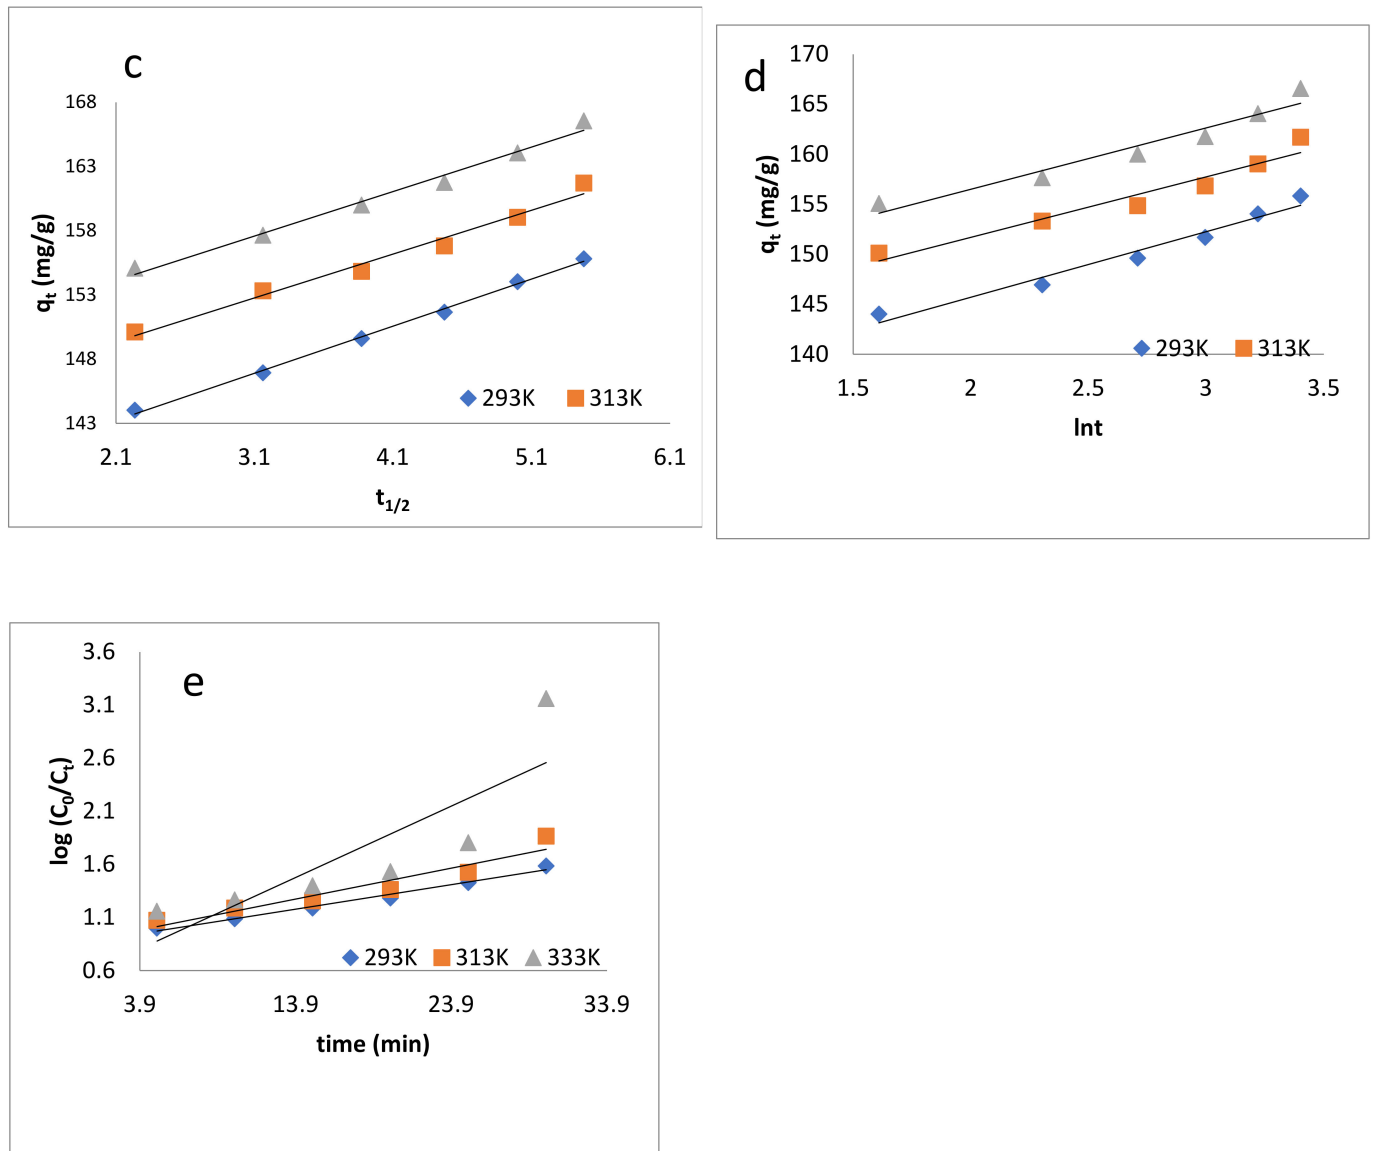 c
168
163
158
153
148
143
qt (mg/g)
293K 313K
2.1 3.1 4.1 5.1 6.1
t1/2
d
170
165
160
155
150
145
140
qt (mg/g)
293K 313K
1.5 2 2.5 3 3.5
lnt
e
3.6
3.1
2.6
2.1
1.6
1.1
0.6
log (C0/Ct)
293K 313K 333K
3.9 13.9 23.9 33.9
time (min)